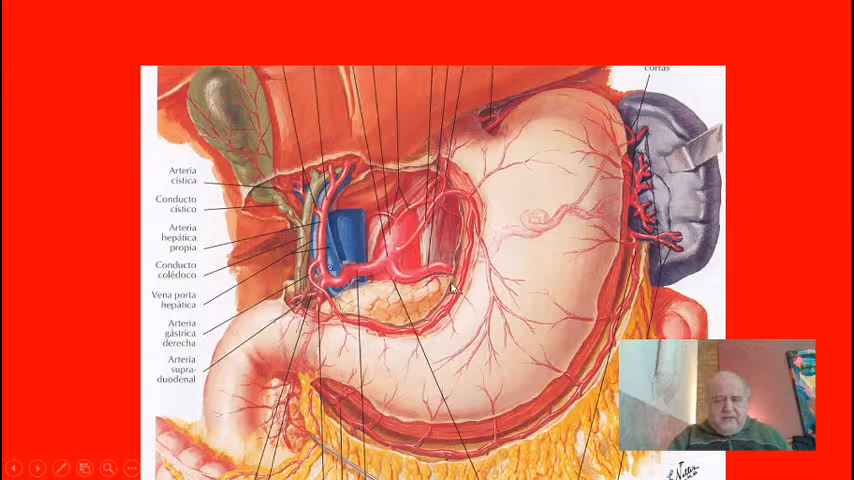 cortas
Arteria
cística
Conducto
cístico
Arteria
hepática
propia
Conducto
colédoco
Vena porta
hepática
Arteria
gástrica
derecha
Arteria
supra-
duodenal